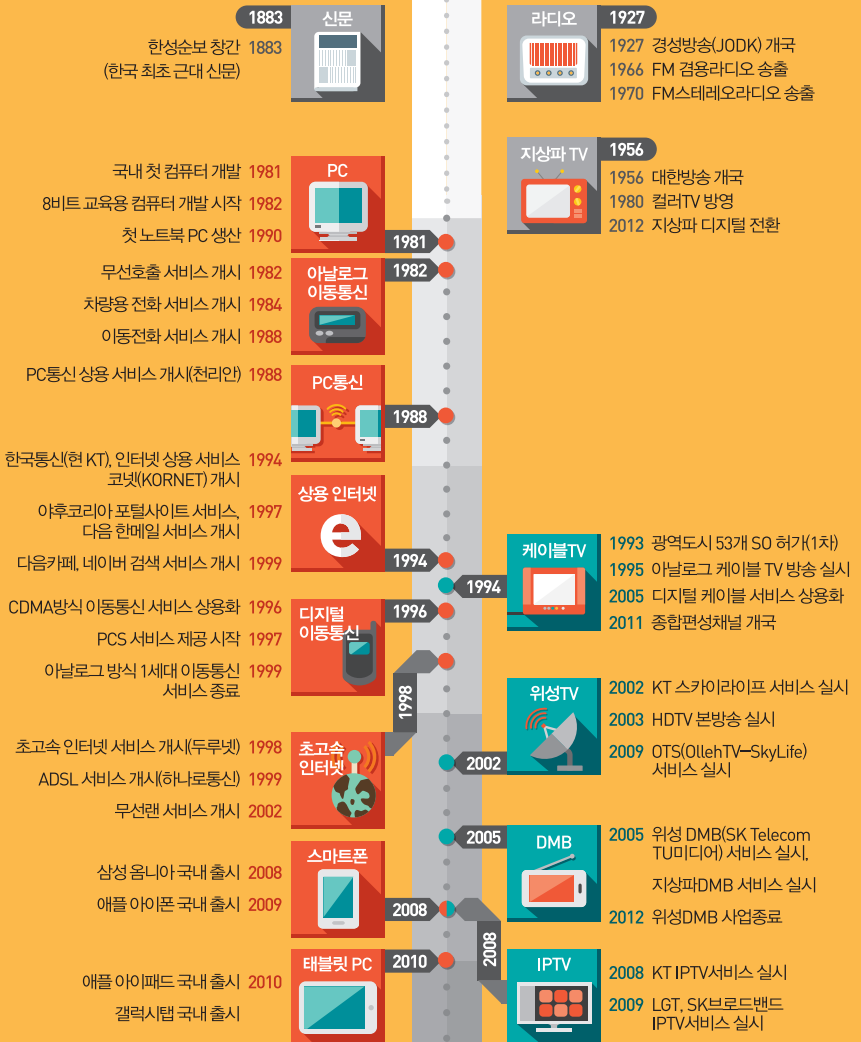 1883
신문
한성순보 창간 1883
(한국 최초 근대 신문)
라디오
1927
1927 경성방송(JODK) 개국
1966 FM 겸용라디오 송출
1970 FM스테레오라디오 송출
지상파 TV
1956
1956 대한방송 개국
1980 컬러TV 방영
2012 지상파 디지털 전환
PC
국내 첫 컴퓨터 개발 1981
8비트 교육용 컴퓨터 개발 시작 1982
첫 노트북 PC 생산 1990
1981
아날로그
이동통신
1982
무선호출 서비스 개시 1982
차량용 전화 서비스 개시 1984
이동전화 서비스 개시 1988
PC통신 상용 서비스 개시(천리안) 1988
PC통신
1988
한국통신(현 KT), 인터넷 상용 서비스 1994
코넷(KORNET) 개시
상용 인터넷
e
야후코리아 포털사이트 서비스, 1997
다음 한메일 서비스 개시
다음카페, 네이버 검색 서비스 개시 1999
1994
케이블TV
1994
1993 광역도시 53개 SO 허가(1차)
1995 아날로그 케이블 TV 방송 실시
2005 디지털 케이블 서비스 상용화
2011 종합편성채널 개국
CDMA방식 이동통신 서비스 상용화 1996
PCS 서비스 제공 시작 1997
아날로그 방식 1세대 이동통신 1999
서비스 종료
디지털
이동통신
1996
1998
위성TV
2002
2002 KT 스카이라이프 서비스 실시
2003 HDTV 본방송 실시
2009 OTS(OllehTV–SkyLife)
서비스 실시
초고속 인터넷 서비스 개시(두루넷) 1998
ADSL 서비스 개시(하나로통신) 1999
무선랜 서비스 개시 2002
초고속
인터넷
2005
DMB
2005 위성 DMB(SK Telecom
TU미디어) 서비스 실시,
지상파DMB 서비스 실시
2012 위성DMB 사업종료
스마트폰
삼성 옴니아 국내 출시 2008
애플 아이폰 국내 출시 2009
2008
2008
태블릿 PC
2010
애플 아이패드 국내 출시 2010
갤럭시탭 국내 출시
IPTV
2008 KT IPTV서비스 실시
2009 LGT, SK브로드밴드
IPTV서비스 실시